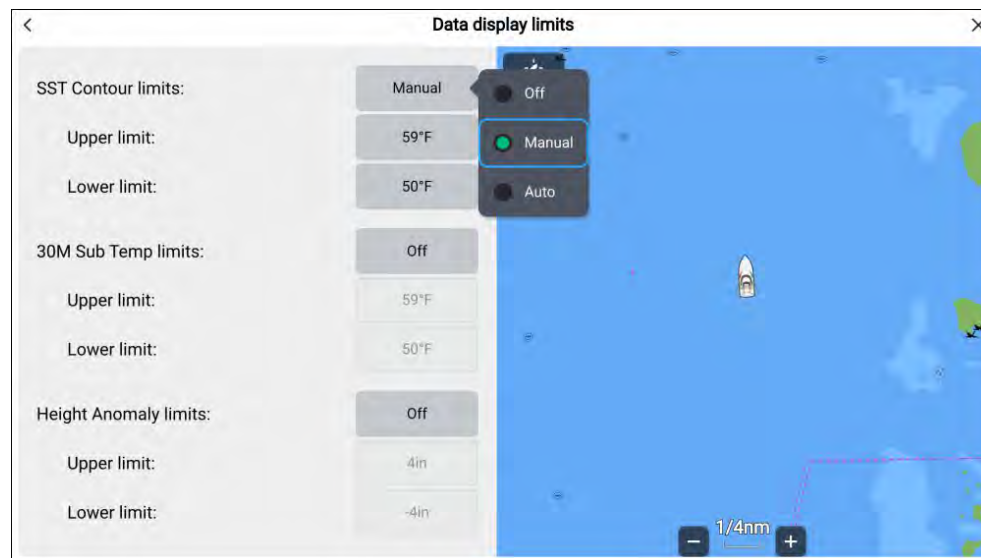 Data display limits
SST Contour limits: Manual
Off
Upper limit: 59°F
Manual
Lower limit: 50°F
Auto
30M Sub Temp limits: Off
Upper limit: 59°F
Lower limit: 50°F
Height Anomaly limits: Off
Upper limit: 4in
Lower limit: -4in
1/4nm